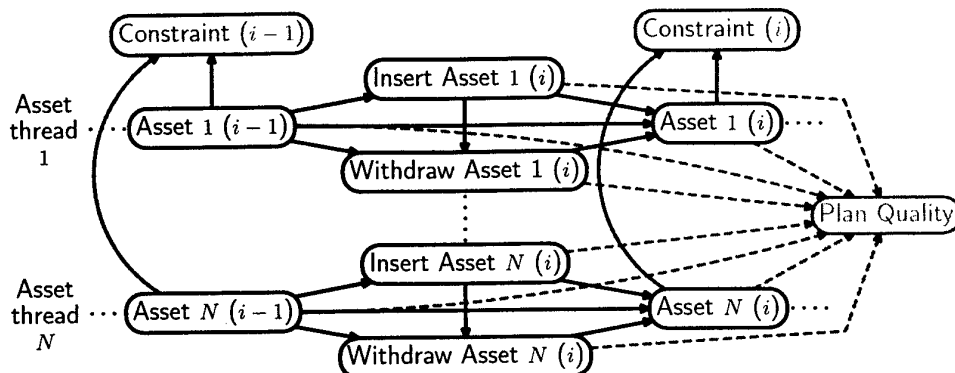 Constraint (i − 1)
Constraint (i)
Insert Asset 1 (i)
Asset
thread
1
Asset 1 (i−1)
Asset 1 (i)
Withdraw Asset 1 (i)
Plan Quality
Insert Asset N (i)
Asset
thread
N
Asset N (i−1)
Asset N (i)
Withdraw Asset N (i)